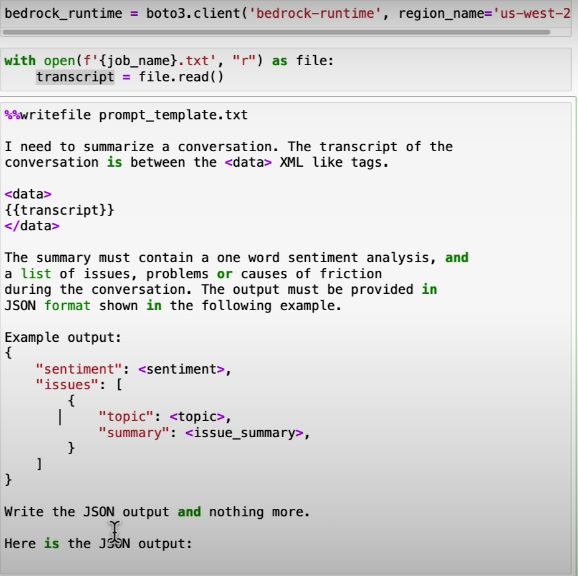 bedrock_runtime = boto3.client('bedrock-runtime', region_name='us-west-2
with open(f'{job_name}.txt', "r") as file:
    transcript = file.read()
%%writefile prompt_template.txt
I need to summarize a conversation. The transcript of the
conversation is between the <data> XML like tags.
<data>
{{transcript}}
</data>
The summary must contain a one word sentiment analysis, and
a list of issues, problems or causes of friction
during the conversation. The output must be provided in
JSON format shown in the following example.
Example output:
{
    "sentiment": <sentiment>,
    "issues": [
        {
            "topic": <topic>,
            "summary": <issue_summary>,
        }
    ]
}
Write the JSON output and nothing more.
Here is the JSON output: